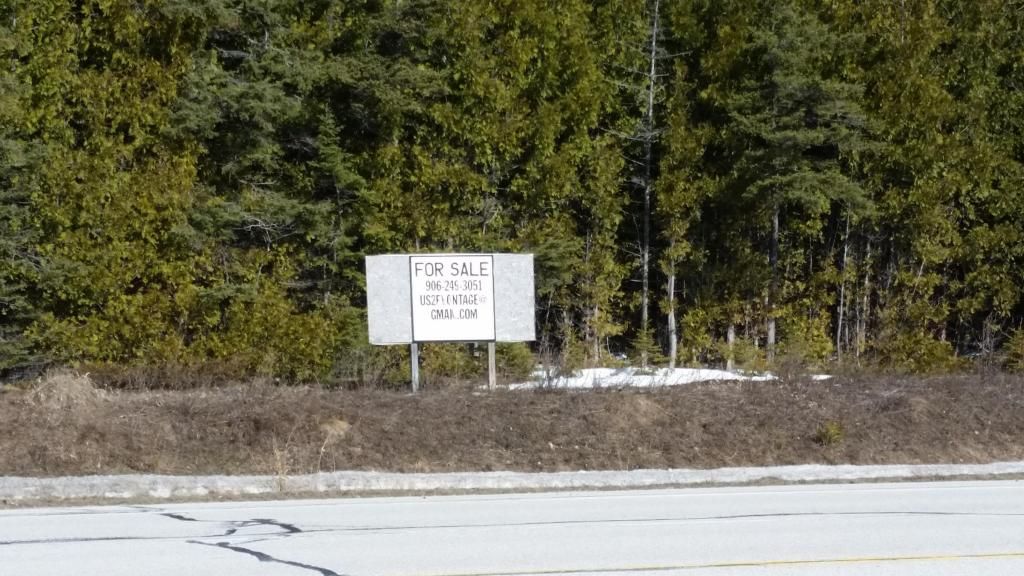 FOR SALE
906-249-3051
US2FRONTAGE@
GMAIL.COM